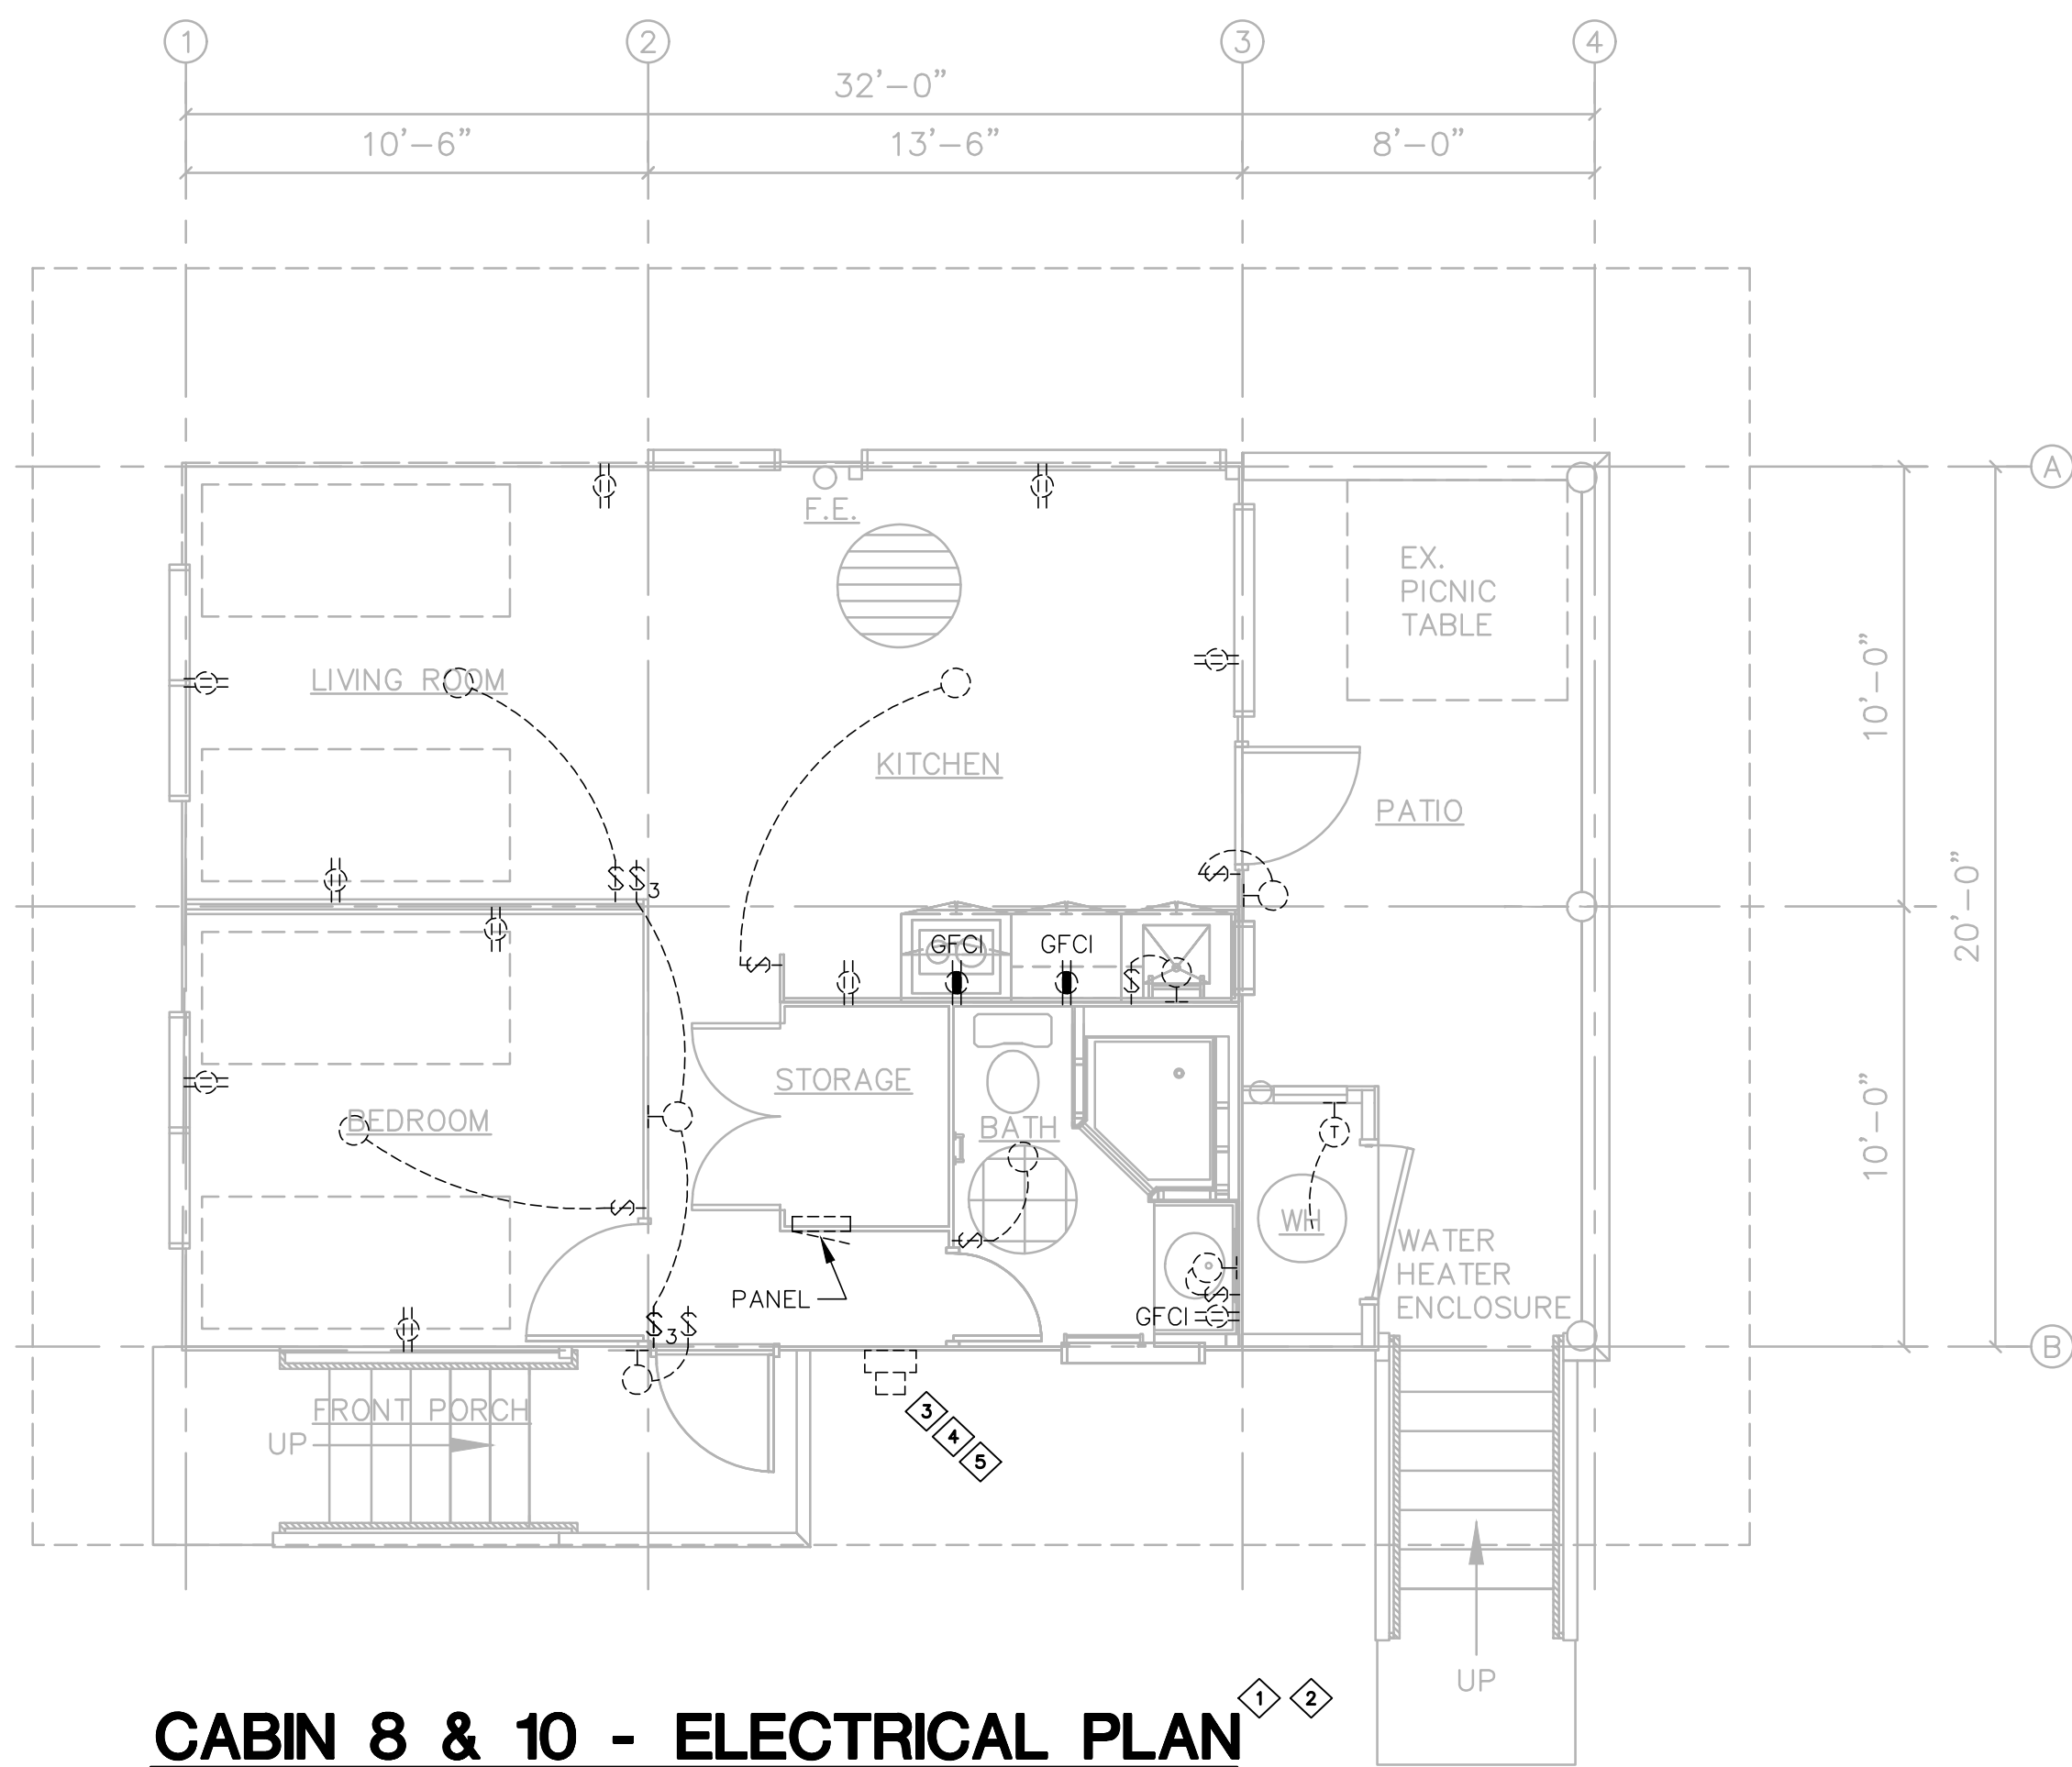 1 2 3 4
32'-0"
10'-6" 13'-6" 8'-0"
A
F.E.
EX.
PICNIC
TABLE
10'-0"
LIVING ROOM
KITCHEN
PATIO
$ $3
$
20'-0"
GFCI GFCI
$
$
STORAGE
BEDROOM
BATH
T
10'-0"
$
WH
WATER
HEATER
ENCLOSURE
$
PANEL
$
GFCI
$3 $
B
FRONT PORCH
UP
3
4
5
UP
CABIN 8 & 10 - ELECTRICAL PLAN 1 2